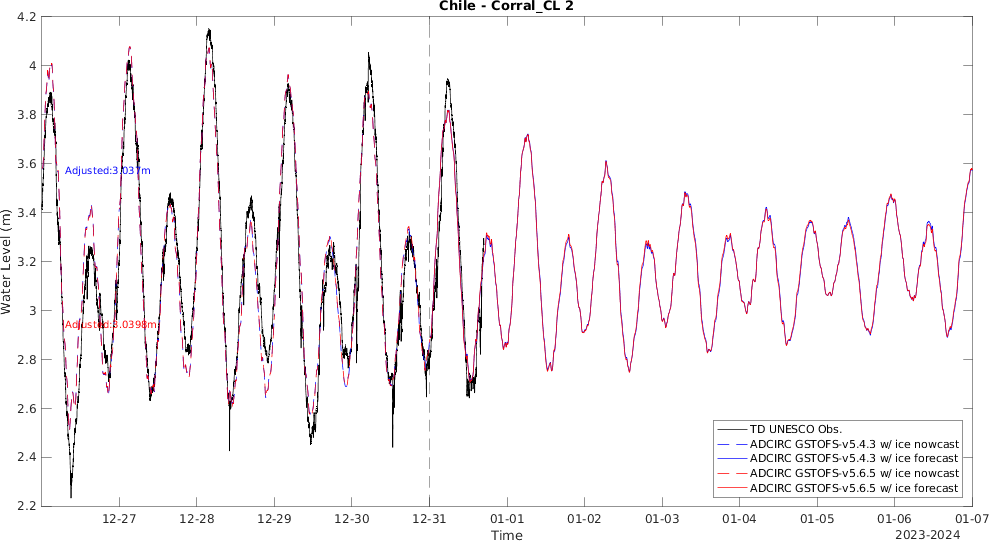 Chile - Corral_CL 2
4.2
4
3.8
3.6
3.4
3.2
3
2.8
2.6
2.4
2.2
Water Level (m)
Adjusted:3.037m
Adjusted:3.0398m
TD UNESCO Obs.
ADCIRC GSTOFS-v5.4.3 w/ ice nowcast
ADCIRC GSTOFS-v5.4.3 w/ ice forecast
ADCIRC GSTOFS-v5.6.5 w/ ice nowcast
ADCIRC GSTOFS-v5.6.5 w/ ice forecast
12-27 12-28 12-29 12-30 12-31 01-01 01-02 01-03 01-04 01-05 01-06 01-07
Time
2023-2024